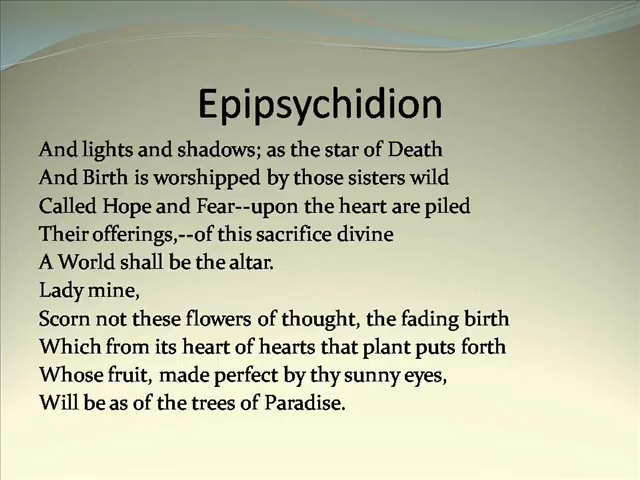 Epipsychidion
And lights and shadows; as the star of Death
And Birth is worshipped by those sisters wild
Called Hope and Fear--upon the heart are piled
Their offerings,--of this sacrifice divine
A World shall be the altar.
Lady mine,
Scorn not these flowers of thought, the fading birth
Which from its heart of hearts that plant puts forth
Whose fruit, made perfect by thy sunny eyes,
Will be as of the trees of Paradise.